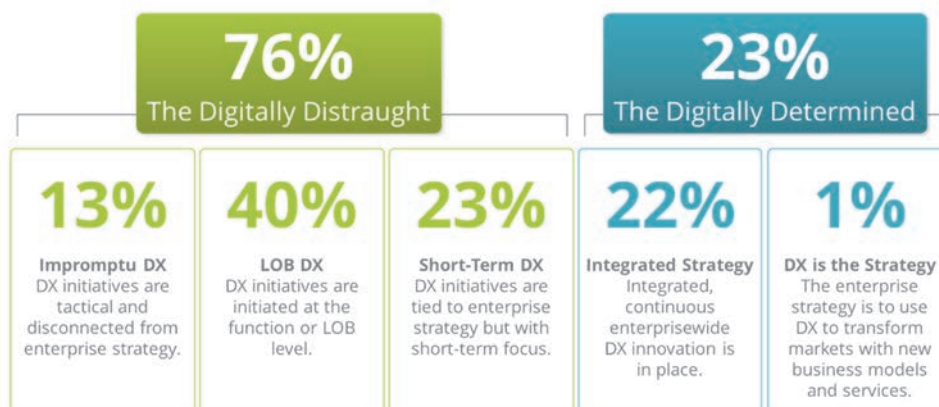 76%
The Digitally Distraught
23%
The Digitally Determined
13%
Impromptu DX
DX initiatives are
tactical and
disconnected from
enterprise strategy.
40%
LOB DX
DX initiatives are
initiated at the
function or LOB
level.
23%
Short-Term DX
DX initiatives are
tied to enterprise
strategy but with
short-term focus.
22%
Integrated Strategy
Integrated,
continuous
enterprisewide
DX innovation is
in place.
1%
DX is the Strategy
The enterprise
strategy is to use
DX to transform
markets with new
business models
and services.